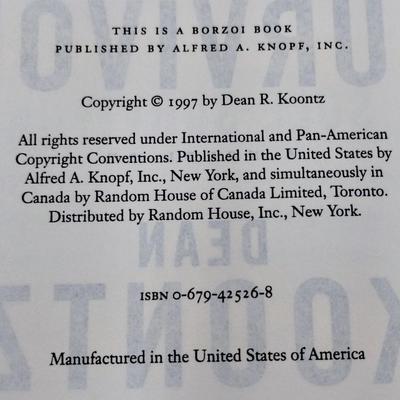 THIS IS A BORZOI BOOK
PUBLISHED BY ALFRED A. KNOPF, INC.
Copyright © 1997 by Dean R. Koontz
All rights reserved under International and Pan-American
Copyright Conventions. Published in the United States by
Alfred A. Knopf, Inc., New York, and simultaneously in
Canada by Random House of Canada Limited, Toronto.
Distributed by Random House, Inc., New York.
DEAN
KOONTZ
ISBN 0-679-42526-8
Manufactured in the United States of America